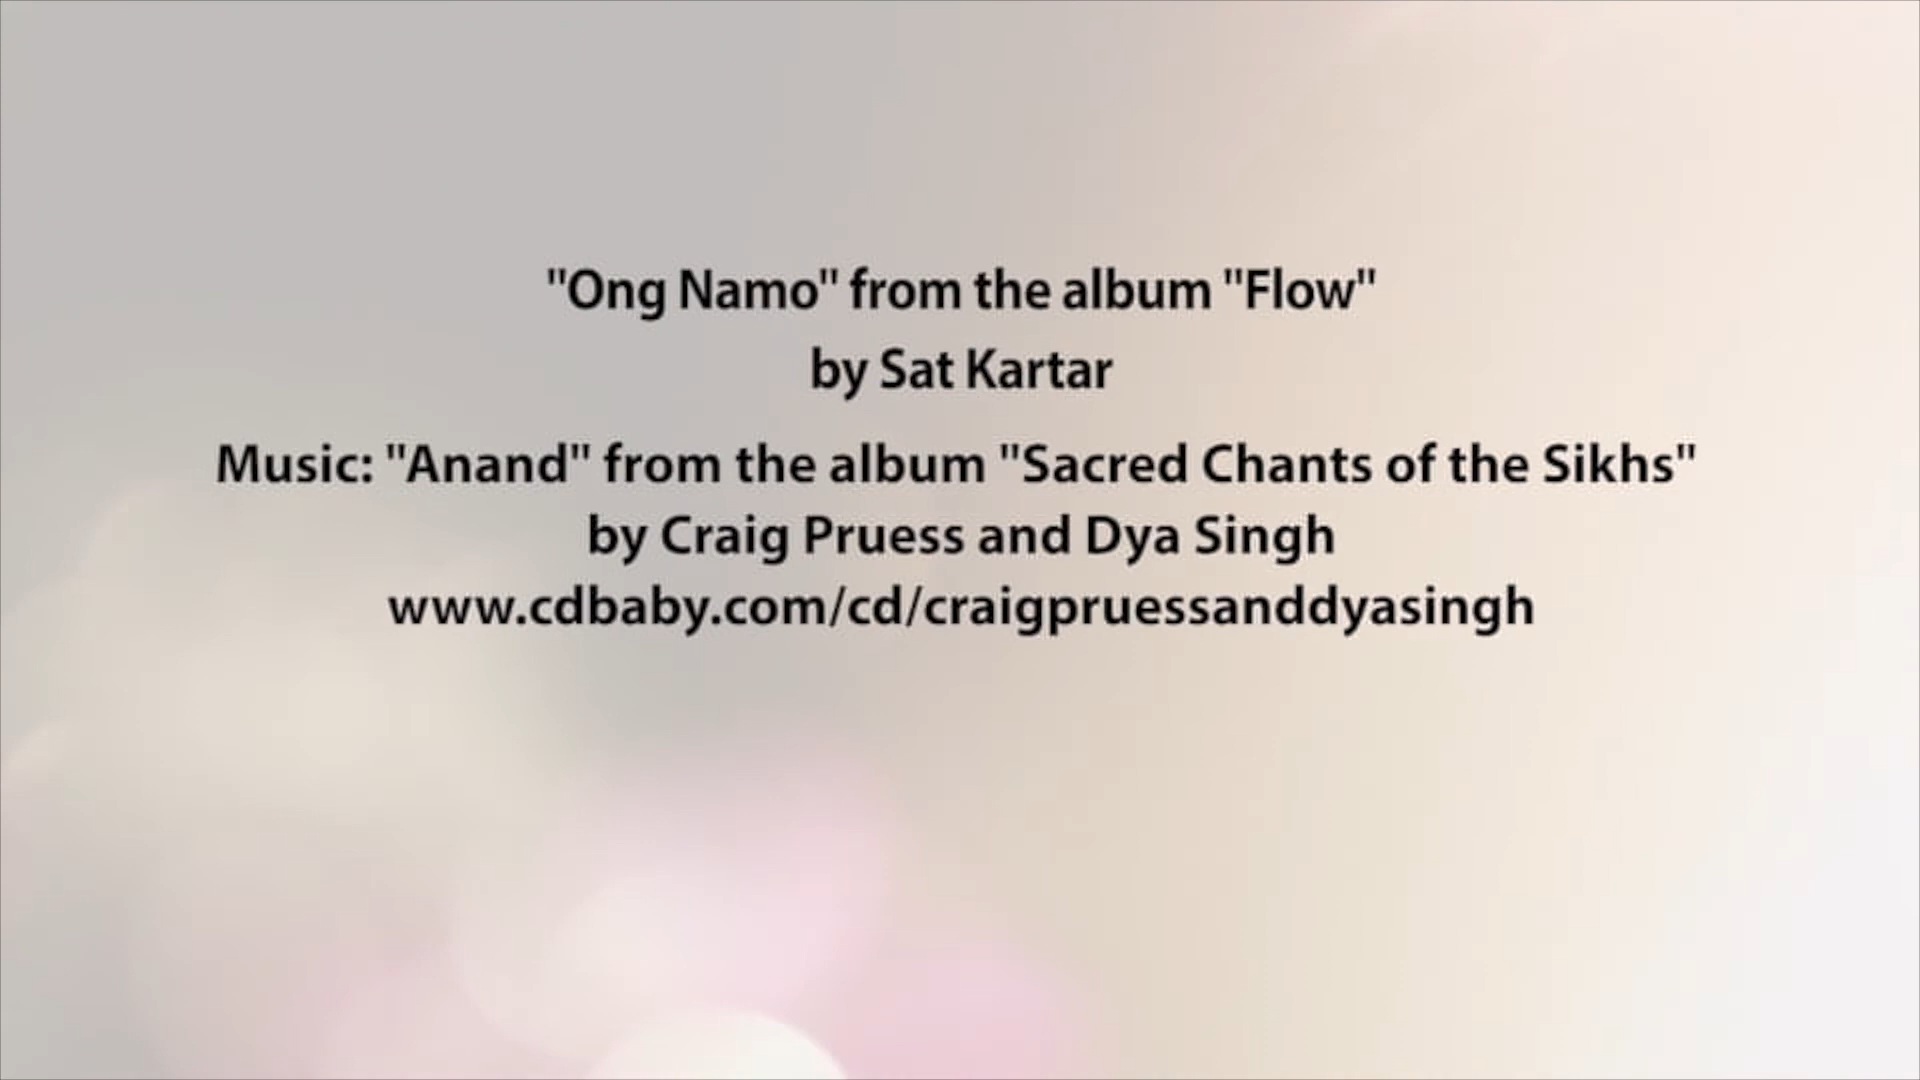 "Ong Namo" from the album "Flow"
by Sat Kartar
Music: "Anand" from the album "Sacred Chants of the Sikhs"
by Craig Pruess and Dya Singh
www.cdbaby.com/cd/craigpruessanddyasingh